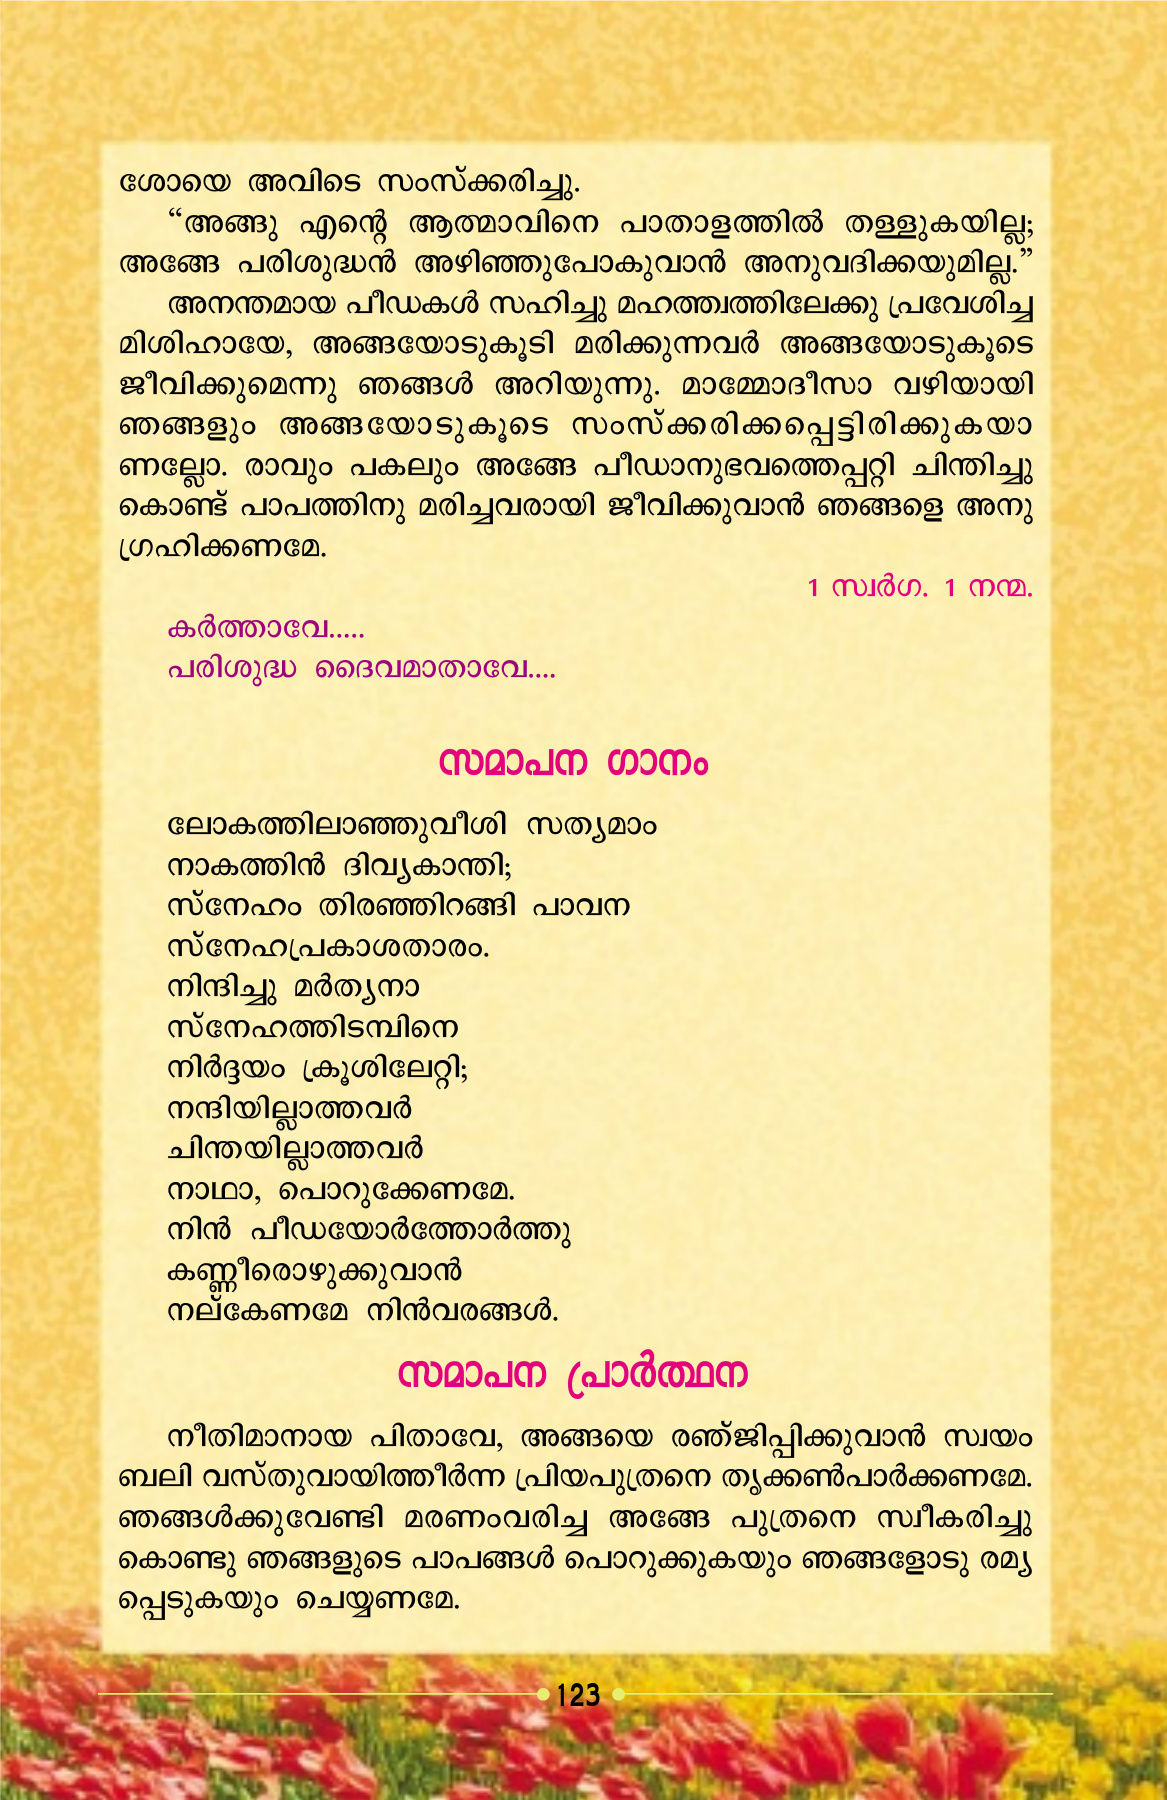 ശോയെ അവിടെ സംസ്ക്കരിച്ചു.
“അങ്ങു എന്റെ ആത്മാവിനെ പാതാളത്തിൽ തള്ളുകയില്ല;
അങ്ങേ പരിശുദ്ധൻ അഴിഞ്ഞുപോകുവാൻ അനുവദിക്കയുമില്ല.”
അനന്തമായ പീഡകൾ സഹിച്ചു മഹത്ത്വത്തിലേക്കു പ്രവേശിച്ച
മിശിഹായേ, അങ്ങയോടുകൂടി മരിക്കുന്നവർ അങ്ങയോടുകൂടെ
ജീവിക്കുമെന്നു ഞങ്ങൾ അറിയുന്നു. മാമ്മോദീസാ വഴിയായി
ഞങ്ങളും അങ്ങയോടുകൂടെ സംസ്ക്കരിക്കപ്പെട്ടിരിക്കുകയാ
ണല്ലോ. രാവും പകലും അങ്ങേ പീഡാനുഭവത്തെപ്പറ്റി ചിന്തിച്ചു
കൊണ്ട് പാപത്തിനു മരിച്ചവരായി ജീവിക്കുവാൻ ഞങ്ങളെ അനു
ഗ്രഹിക്കണമേ.
1 സ്വർഗ. 1 നന്മ.
കർത്താവേ.....
പരിശുദ്ധ ദൈവമാതാവേ....
സമാപന ഗാനം
ലോകത്തിലാഞ്ഞുവീശി സത്യമാം
നാകത്തിൻ ദിവ്യകാന്തി;
സ്നേഹം തിരഞ്ഞിറങ്ങി പാവന
സ്നേഹപ്രകാശതാരം.
നിന്ദിച്ചു മർത്യനാ
സ്നേഹത്തിടമ്പിനെ
നിർദ്ദയം ക്രൂശിലേറ്റി;
നന്ദിയില്ലാത്തവർ
ചിന്തയില്ലാത്തവർ
നാഥാ, പൊറുക്കേണമേ.
നിൻ പീഡയോർത്തോർത്തു
കണ്ണീരൊഴുക്കുവാൻ
നല്കേണമേ നിൻവരങ്ങൾ.
സമാപന പ്രാർത്ഥന
നീതിമാനായ പിതാവേ, അങ്ങയെ രഞ്ജിപ്പിക്കുവാൻ സ്വയം
ബലി വസ്തുവായിത്തീർന്ന പ്രിയപുത്രനെ തൃക്കൺപാർക്കണമേ.
ഞങ്ങൾക്കുവേണ്ടി മരണംവരിച്ച അങ്ങേ പുത്രനെ സ്വീകരിച്ചു
കൊണ്ടു ഞങ്ങളുടെ പാപങ്ങൾ പൊറുക്കുകയും ഞങ്ങളോടു രമ്യ
പ്പെടുകയും ചെയ്യണമേ.
123